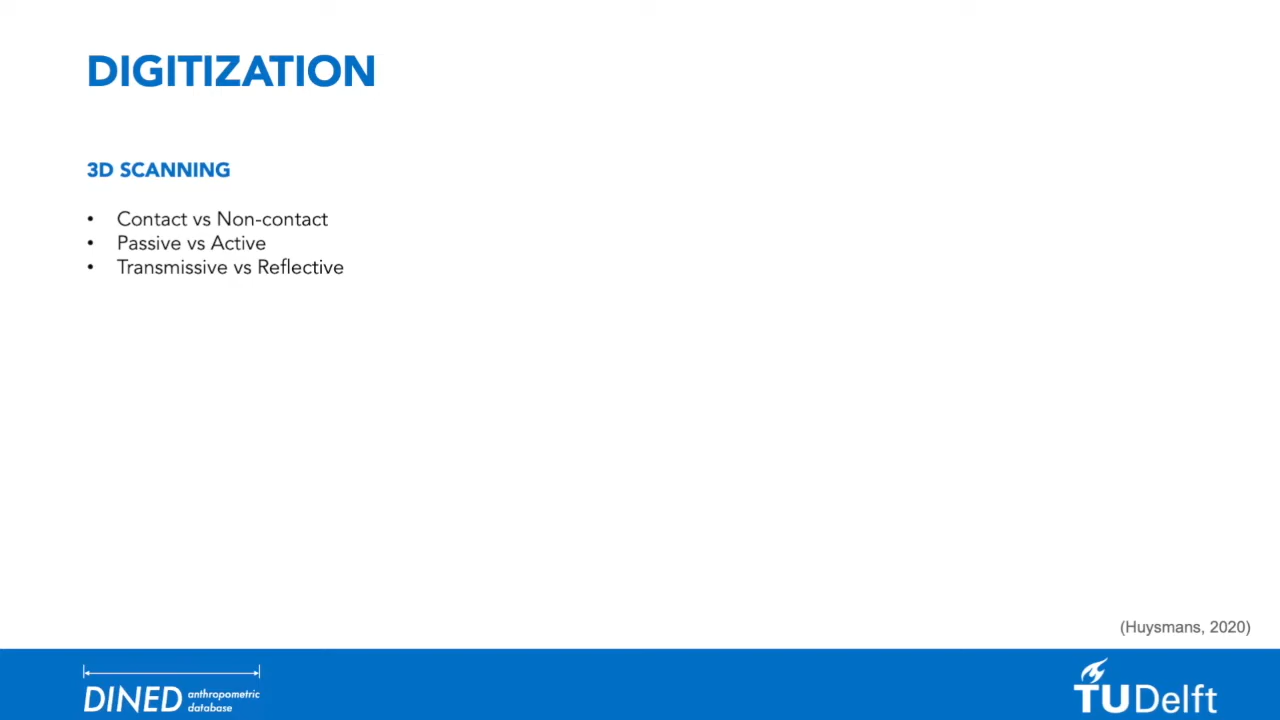 DIGITIZATION
3D SCANNING
• Contact vs Non-contact
• Passive vs Active
• Transmissive vs Reflective
(Huysmans, 2020)
DINED anthropometric
database
TUDelft